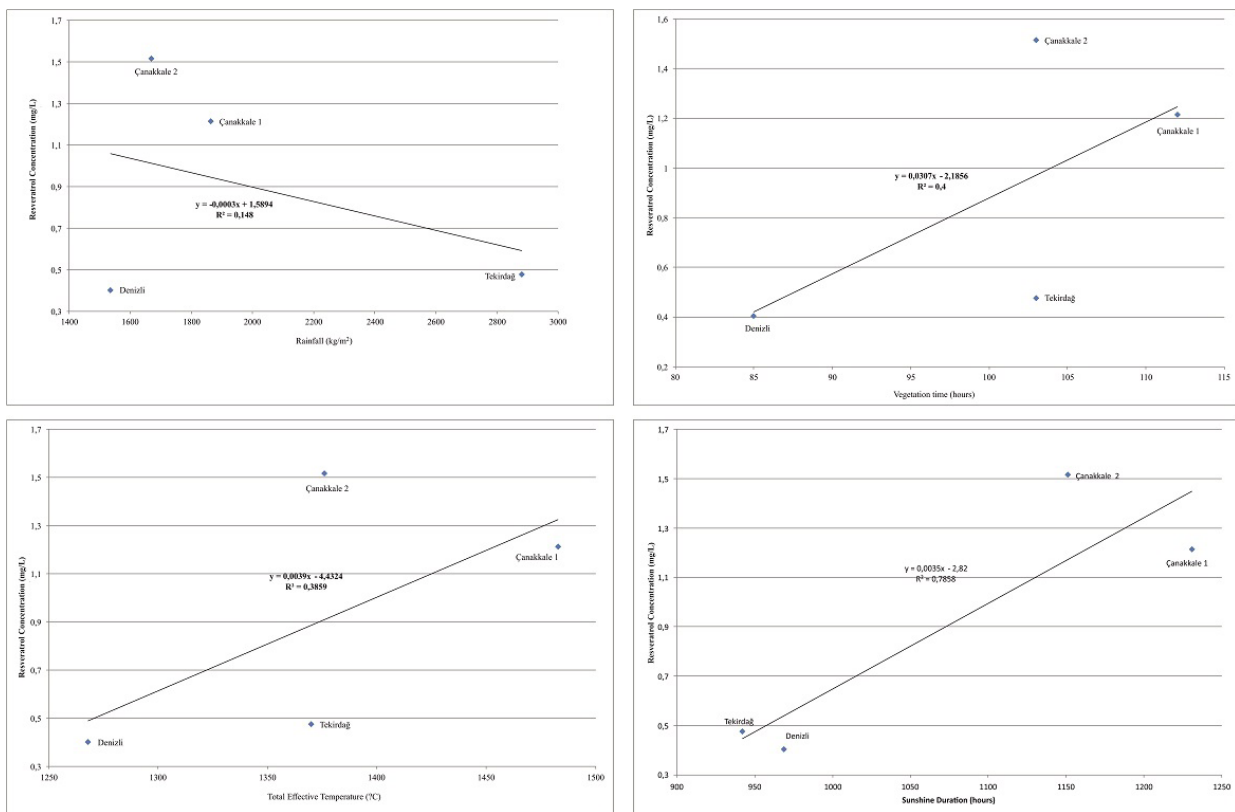 1,7
1,5
1,3
1,1
0,9
0,7
0,5
0,3
Resveratrol Concentration (mg/L)
Çanakkale 2
Çanakkale 1
y = -0,0003x + 1,5894
R² = 0,148
Denizli
Tekirdağ
1400 1600 1800 2000 2200 2400 2600 2800 3000
Rainfall (kg/m²)
1,6
1,4
1,2
1
0,8
0,6
0,4
0,2
Resveratrol Concentration (mg/L)
Çanakkale 2
Çanakkale 1
y = 0,0307x - 2,1856
R² = 0,4
Tekirdağ
Denizli
80 85 90 95 100 105 110 115
Vegetation time (hours)
1,7
1,5
1,3
1,1
0,9
0,7
0,5
0,3
Resveratrol Concentration (mg/L)
Çanakkale 2
Çanakkale 1
y = 0,0039x - 4,4324
R² = 0,3859
Tekirdağ
Denizli
1250 1300 1350 1400 1450 1500
Total Effective Temperature (?C)
1,7
1,5
1,3
1,1
0,9
0,7
0,5
0,3
Resveratrol Concentration (mg/L)
Çanakkale 2
Çanakkale 1
y = 0,0035x - 2,82
R² = 0,7858
Tekirdağ
Denizli
900 950 1000 1050 1100 1150 1200 1250
Sunshine Duration (hours)